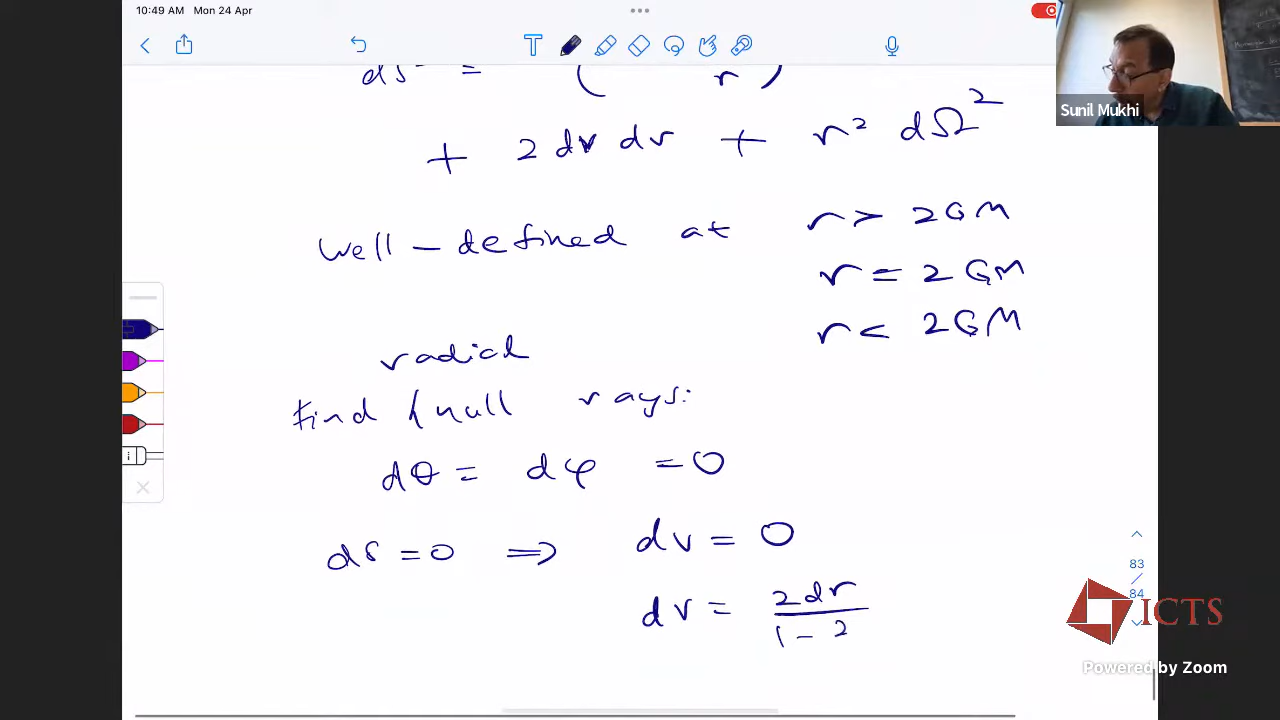 10:49 AM Mon 24 Apr
ds² = ( r )
+ 2 dv dr + r² dΩ²
Sunil Mukhi
well-defined at r > 2GM
r = 2GM
r < 2GM
radial
Find null rays:
dθ = dφ = 0
ds = 0 ⇒ dv = 0
dv = 2dr / 1 - 2
83
/
84
ICTS
Powered by Zoom